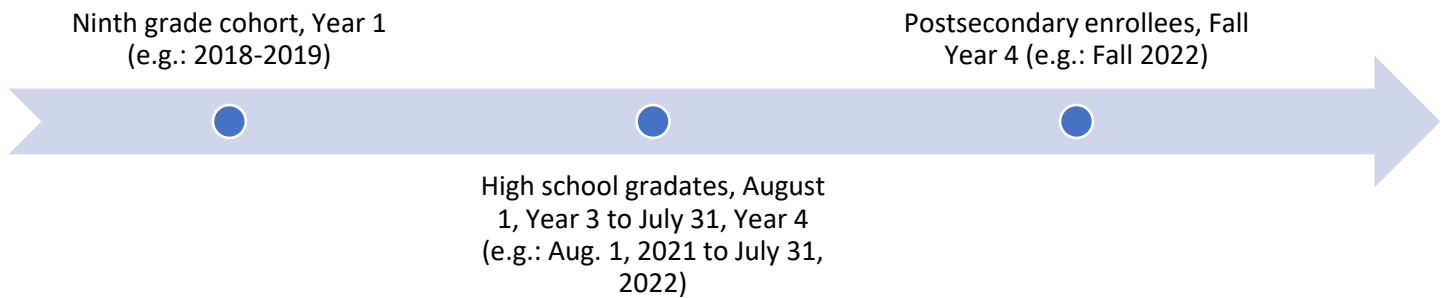 Ninth grade cohort, Year 1
(e.g.: 2018-2019)
High school gradates, August
1, Year 3 to July 31, Year 4
(e.g.: Aug. 1, 2021 to July 31,
2022)
Postsecondary enrollees, Fall
Year 4 (e.g.: Fall 2022)